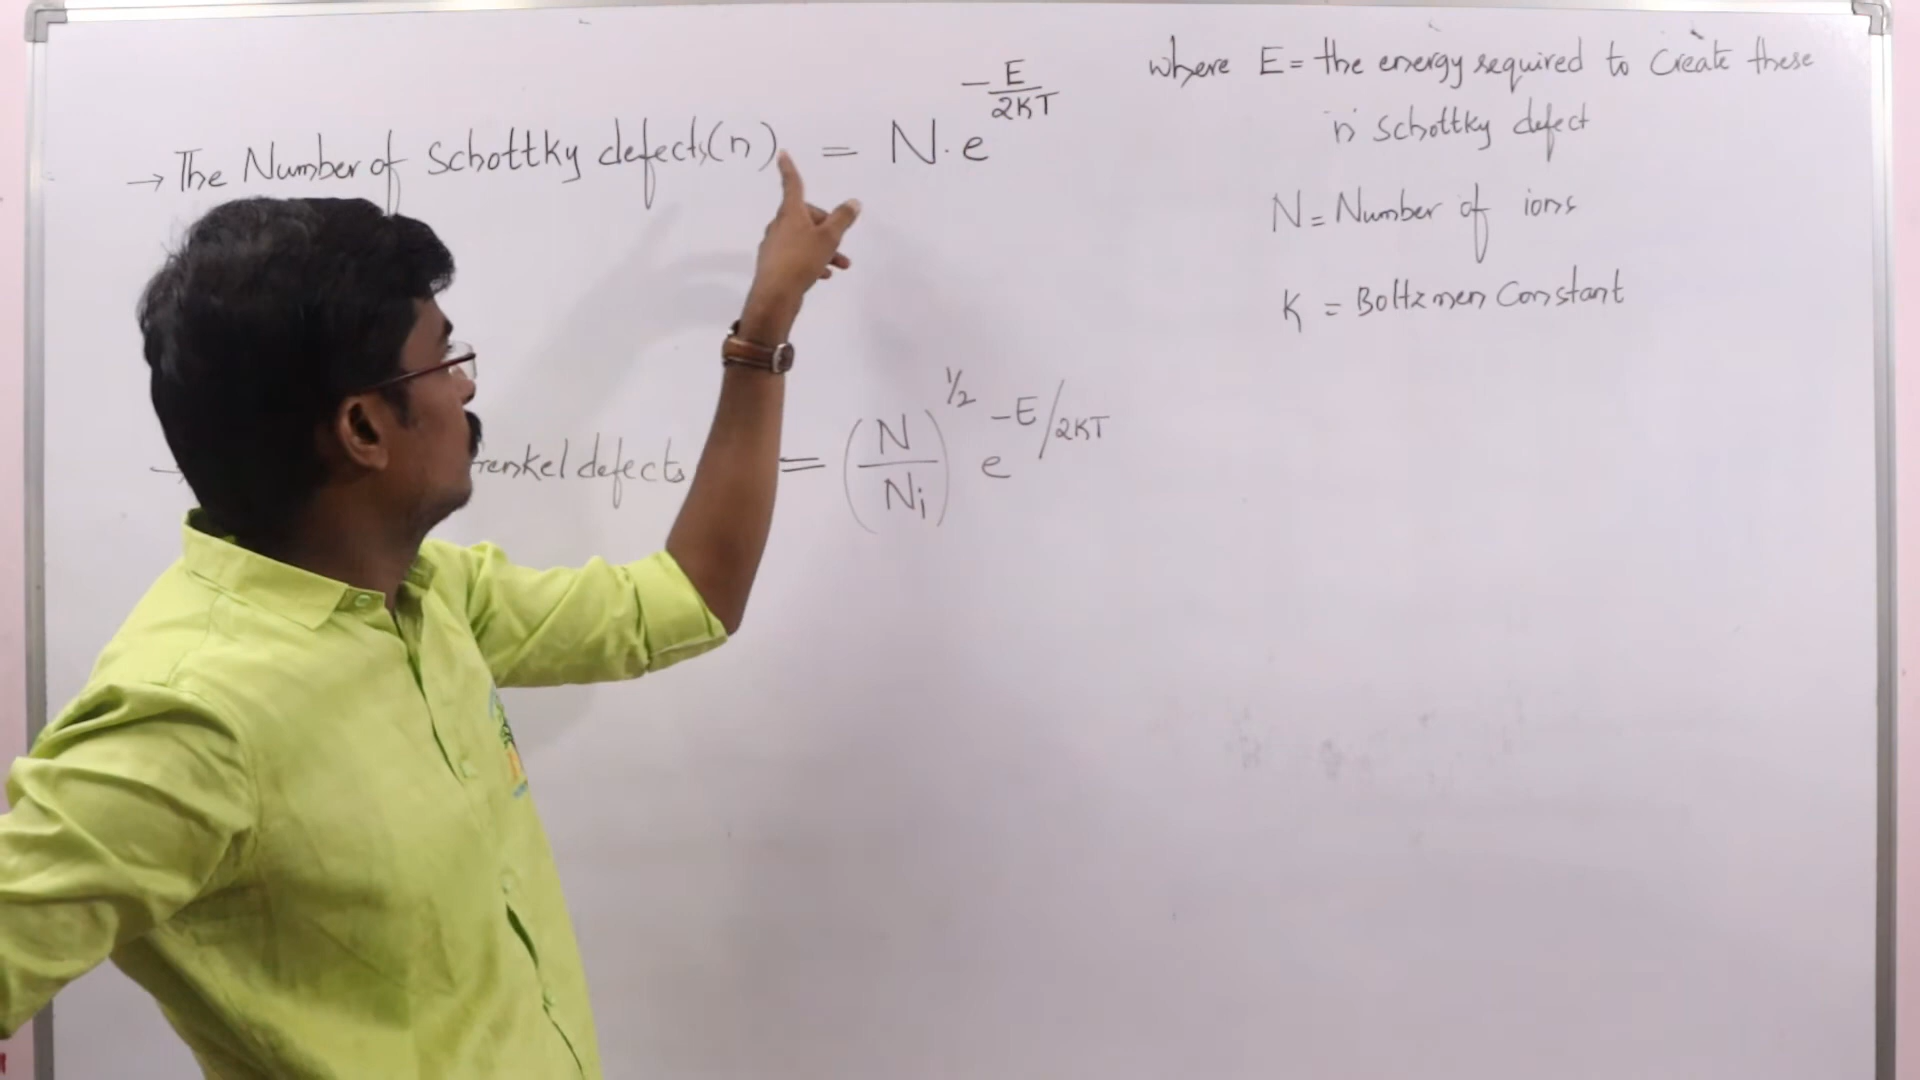 → The Number of Schottky defects (n) = N. e^{-E/2KT}
where E = the energy required to create these
'n' Schottky defect
N = Number of ions
K = Boltzmen Constant
→ defects = (N/Ni)^{1/2} e^{-E/2KT}